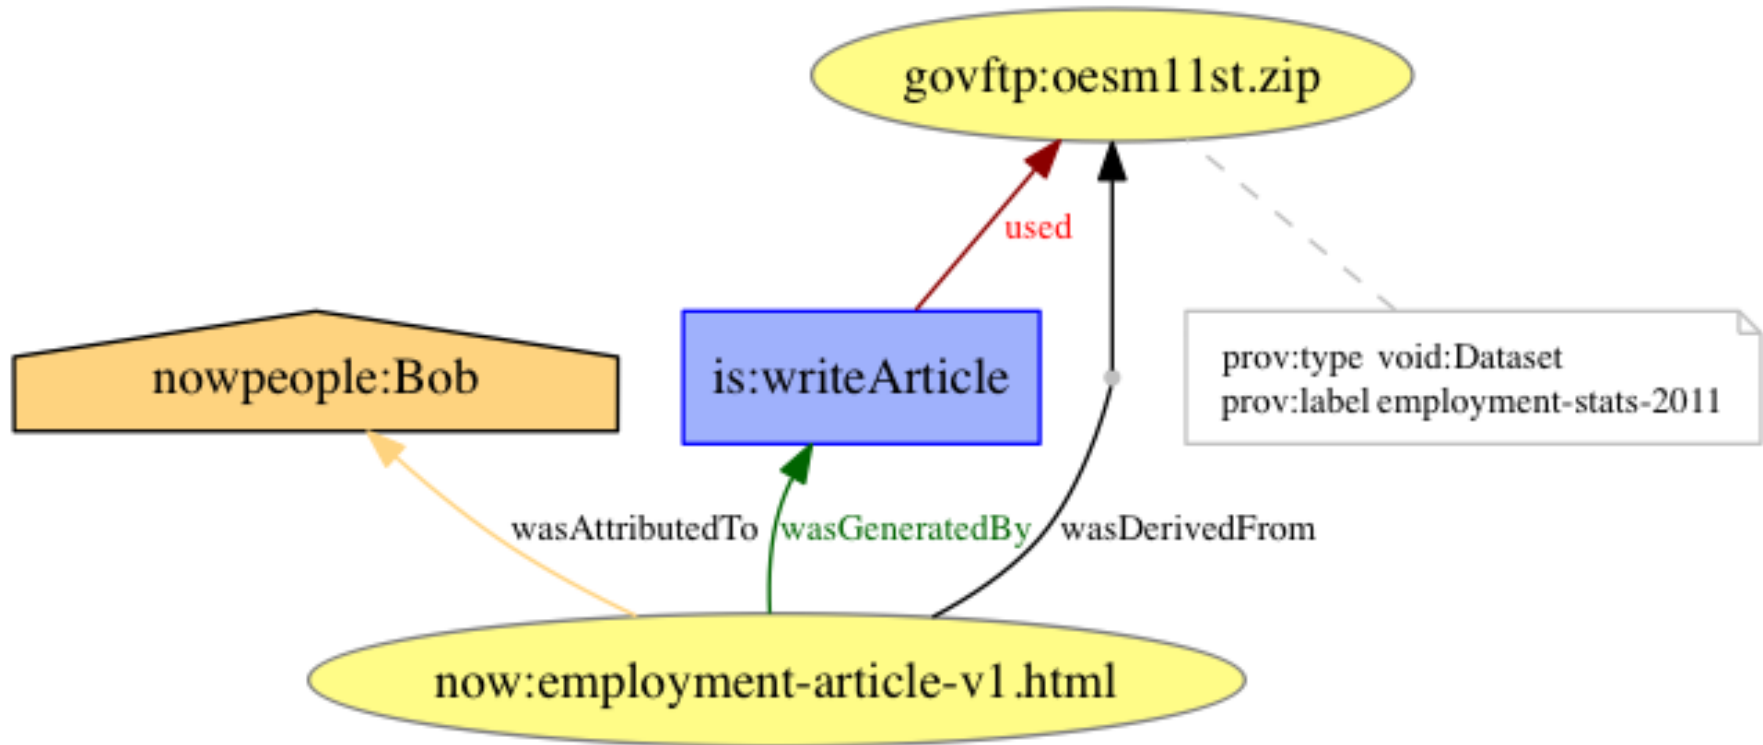 govftp:oesm11st.zip
used
nowpeople:Bob
is:writeArticle
prov:type void:Dataset
prov:label employment-stats-2011
wasAttributedTo
wasGeneratedBy
wasDerivedFrom
now:employment-article-v1.html